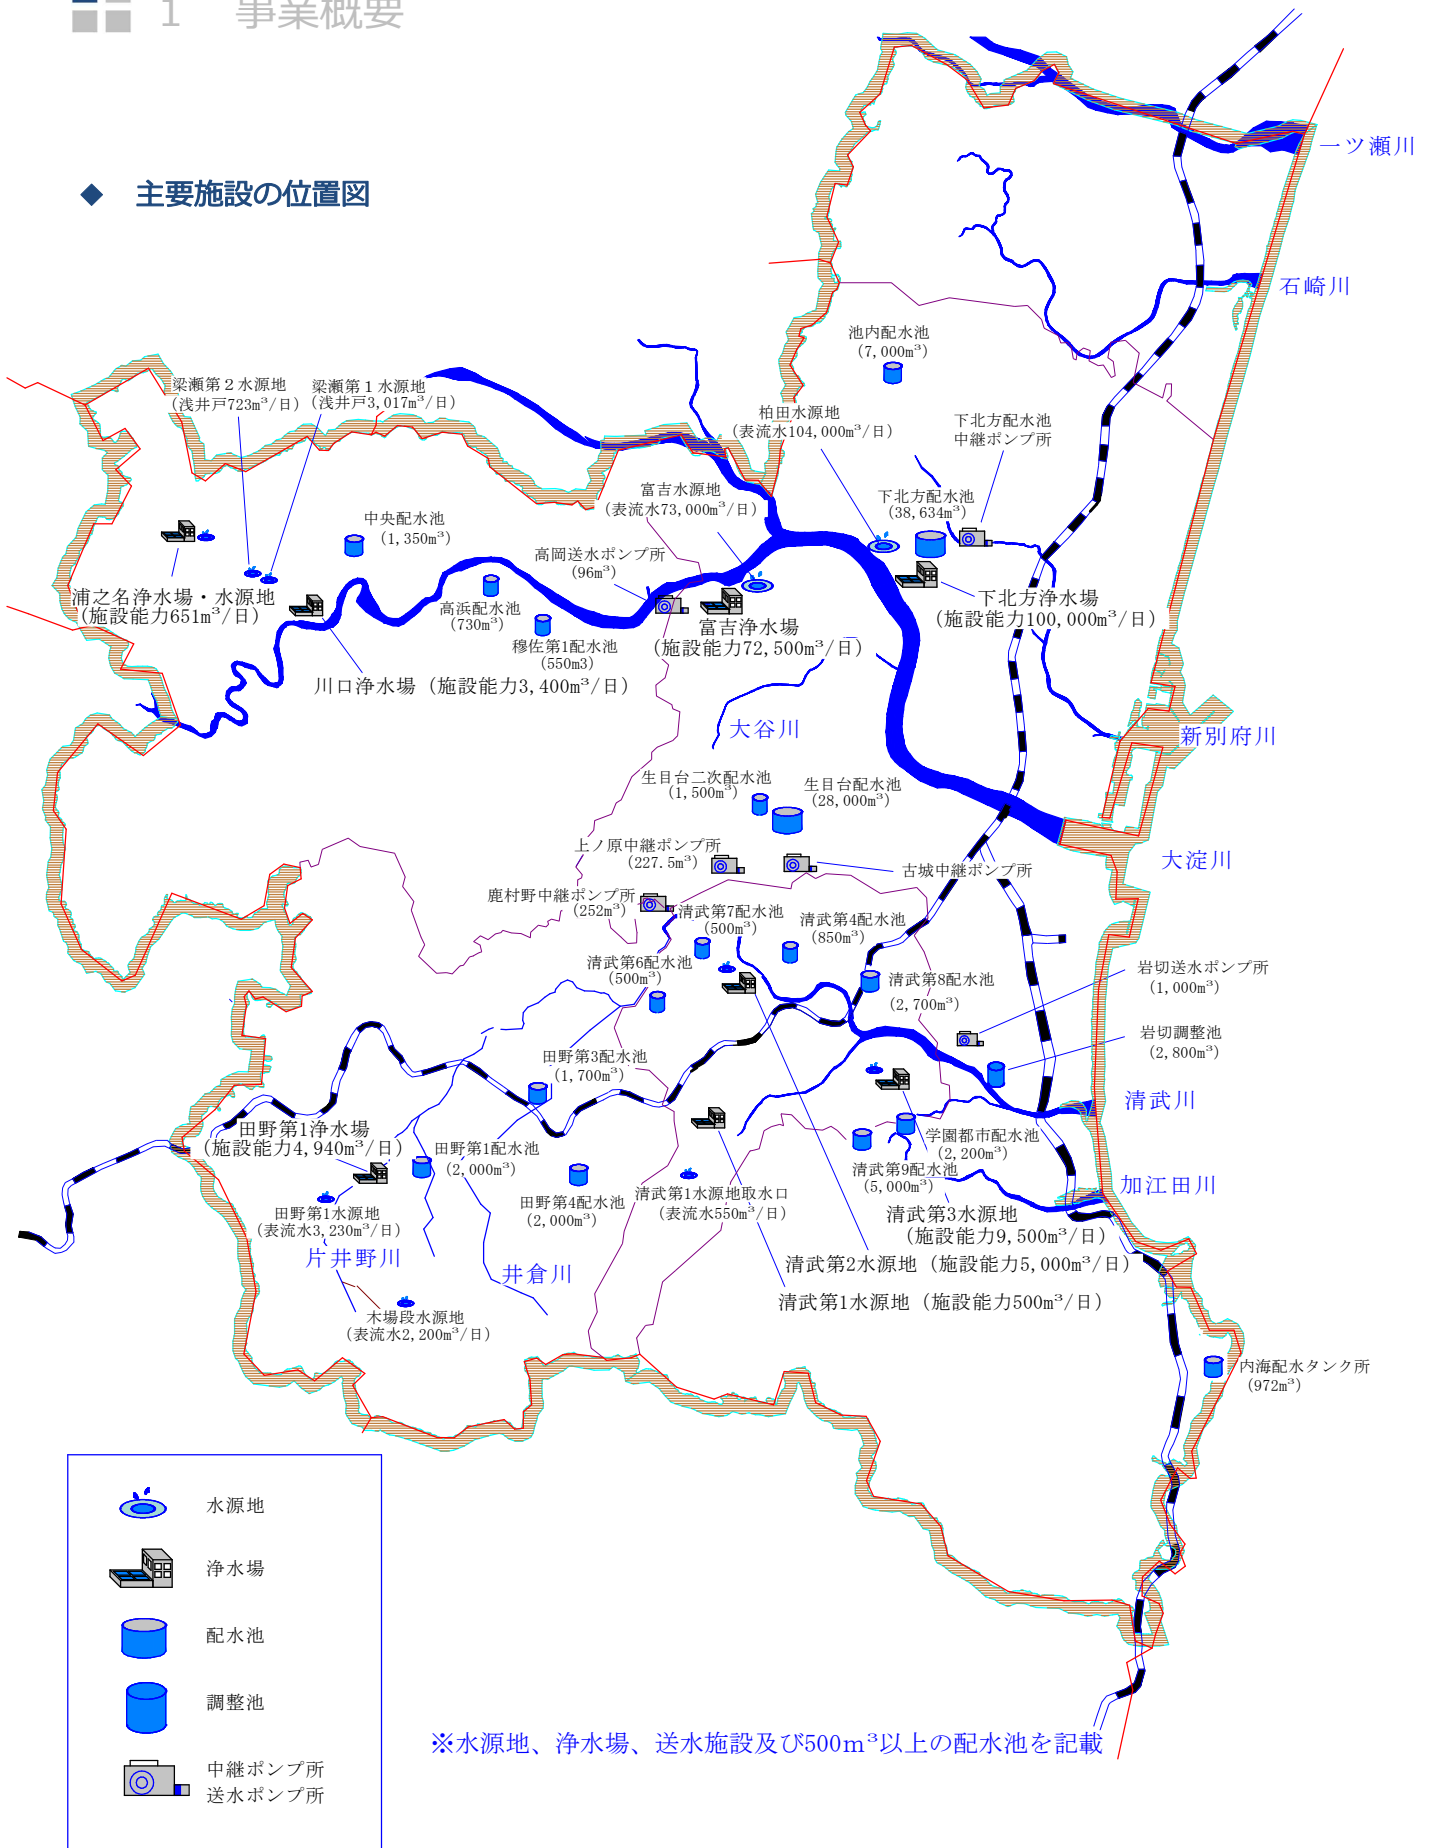 1 事業概要
◆ 主要施設の位置図
一ツ瀬川
石崎川
池内配水池
(7,000m³)
梁瀬第２水源地
(浅井戸723m³/日)
梁瀬第１水源地
(浅井戸3,017m³/日)
柏田水源地
(表流水104,000m³/日)
下北方配水池
中継ポンプ所
富吉水源地
(表流水73,000m³/日)
下北方配水池
(38,634m³)
中央配水池
(1,350m³)
高岡送水ポンプ所
(96m³)
浦之名浄水場・水源地
(施設能力651m³/日)
高浜配水池
(730m³)
穆佐第1配水池
(550m3)
富吉浄水場
(施設能力72,500m³/日)
下北方浄水場
(施設能力100,000m³/日)
川口浄水場（施設能力3,400m³/日）
大谷川
新別府川
生目台二次配水池
(1,500m³)
生目台配水池
(28,000m³)
上ノ原中継ポンプ所
(227.5m³)
古城中継ポンプ所
大淀川
鹿村野中継ポンプ所
(252m³)
清武第7配水池
(500m³)
清武第4配水池
(850m³)
清武第6配水池
(500m³)
清武第8配水池
(2,700m³)
岩切送水ポンプ所
(1,000m³)
岩切調整池
(2,800m³)
田野第3配水池
(1,700m³)
清武川
田野第1浄水場
(施設能力4,940m³/日)
田野第1配水池
(2,000m³)
学園都市配水池
(2,200m³)
清武第9配水池
(5,000m³)
加江田川
田野第4配水池
(2,000m³)
清武第1水源地取水口
(表流水550m³/日)
田野第1水源地
(表流水3,230m³/日)
清武第3水源地
(施設能力9,500m³/日)
片井野川
井倉川
清武第2水源地（施設能力5,000m³/日）
清武第1水源地（施設能力500m³/日）
木場段水源地
(表流水2,200m³/日)
内海配水タンク所
(972m³)
水源地
浄水場
配水池
調整池
中継ポンプ所
送水ポンプ所
※水源地、浄水場、送水施設及び500m³以上の配水池を記載